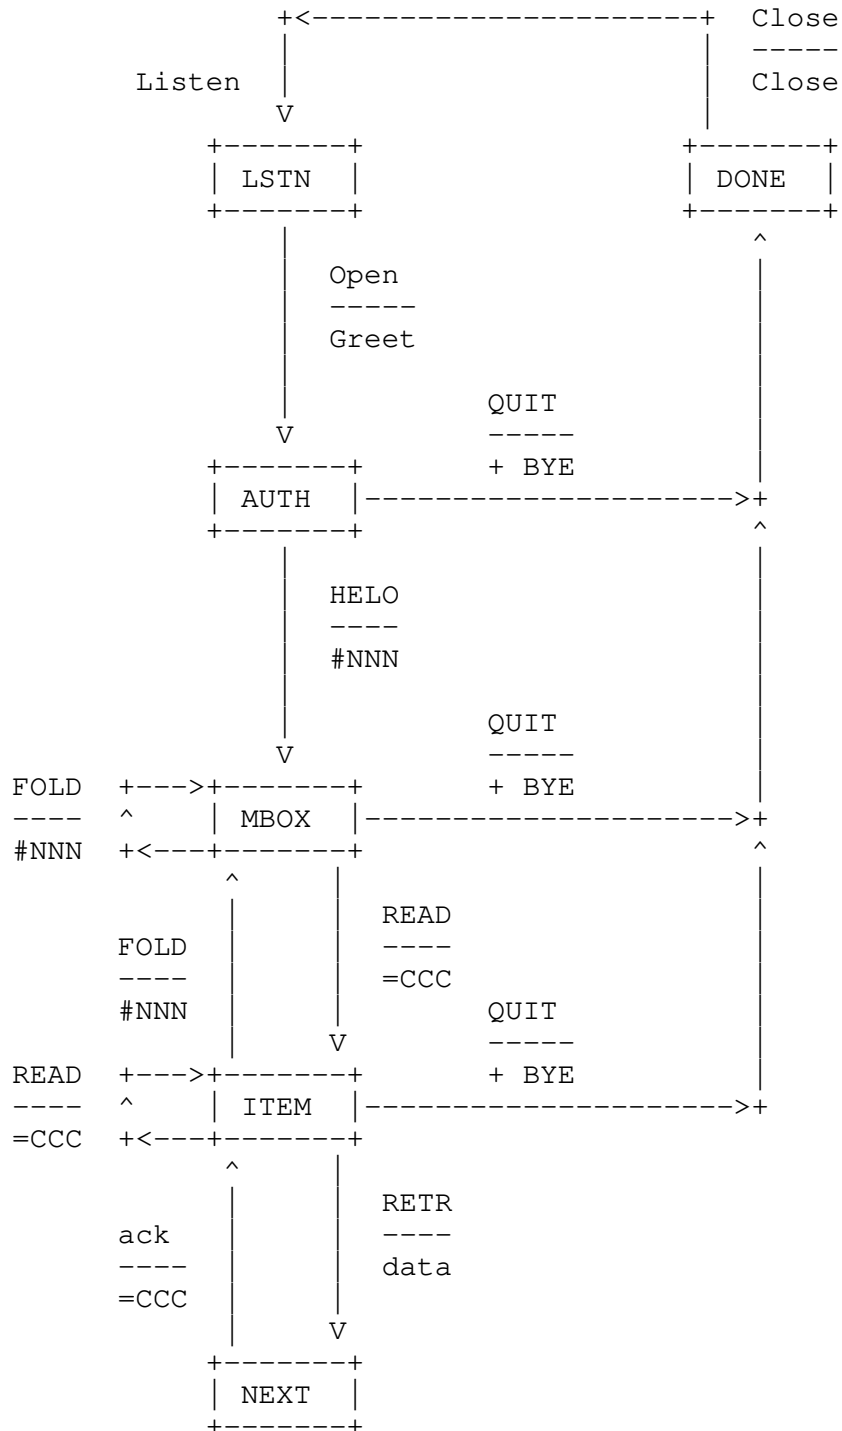 +<-----------------------+  Close
               |                        |  -----
       Listen  |                        |  Close
               V                        |
           +-------+                +-------+
           | LSTN  |                | DONE  |
           +-------+                +-------+
               |                        ^
               |  Open                  |
               |  -----                 |
               |  Greet                 |
               |                        |
               |           QUIT         |
               V           -----        |
           +-------+       + BYE        |
           | AUTH  |------------------->+
           +-------+                    ^
               |                        |
               |  HELO                  |
               |  ----                  |
               |  #NNN                  |
               |                        |
               |           QUIT         |
               V           -----        |
FOLD  +--->+-------+       + BYE        |
----  ^    | MBOX  |------------------->+
#NNN  +<---+-------+                    ^
            ^     |                     |
            |     |  READ               |
      FOLD  |     |  ----               |
      ----  |     |  =CCC               |
      #NNN  |     |        QUIT         |
            |     V        -----        |
READ  +--->+-------+       + BYE        |
----  ^    | ITEM  |------------------->+
=CCC  +<---+-------+
            ^     |
            |     |  RETR
      ack   |     |  ----
      ----  |     |  data
      =CCC  |     |
            |     V
           +-------+
           | NEXT  |
           +-------+